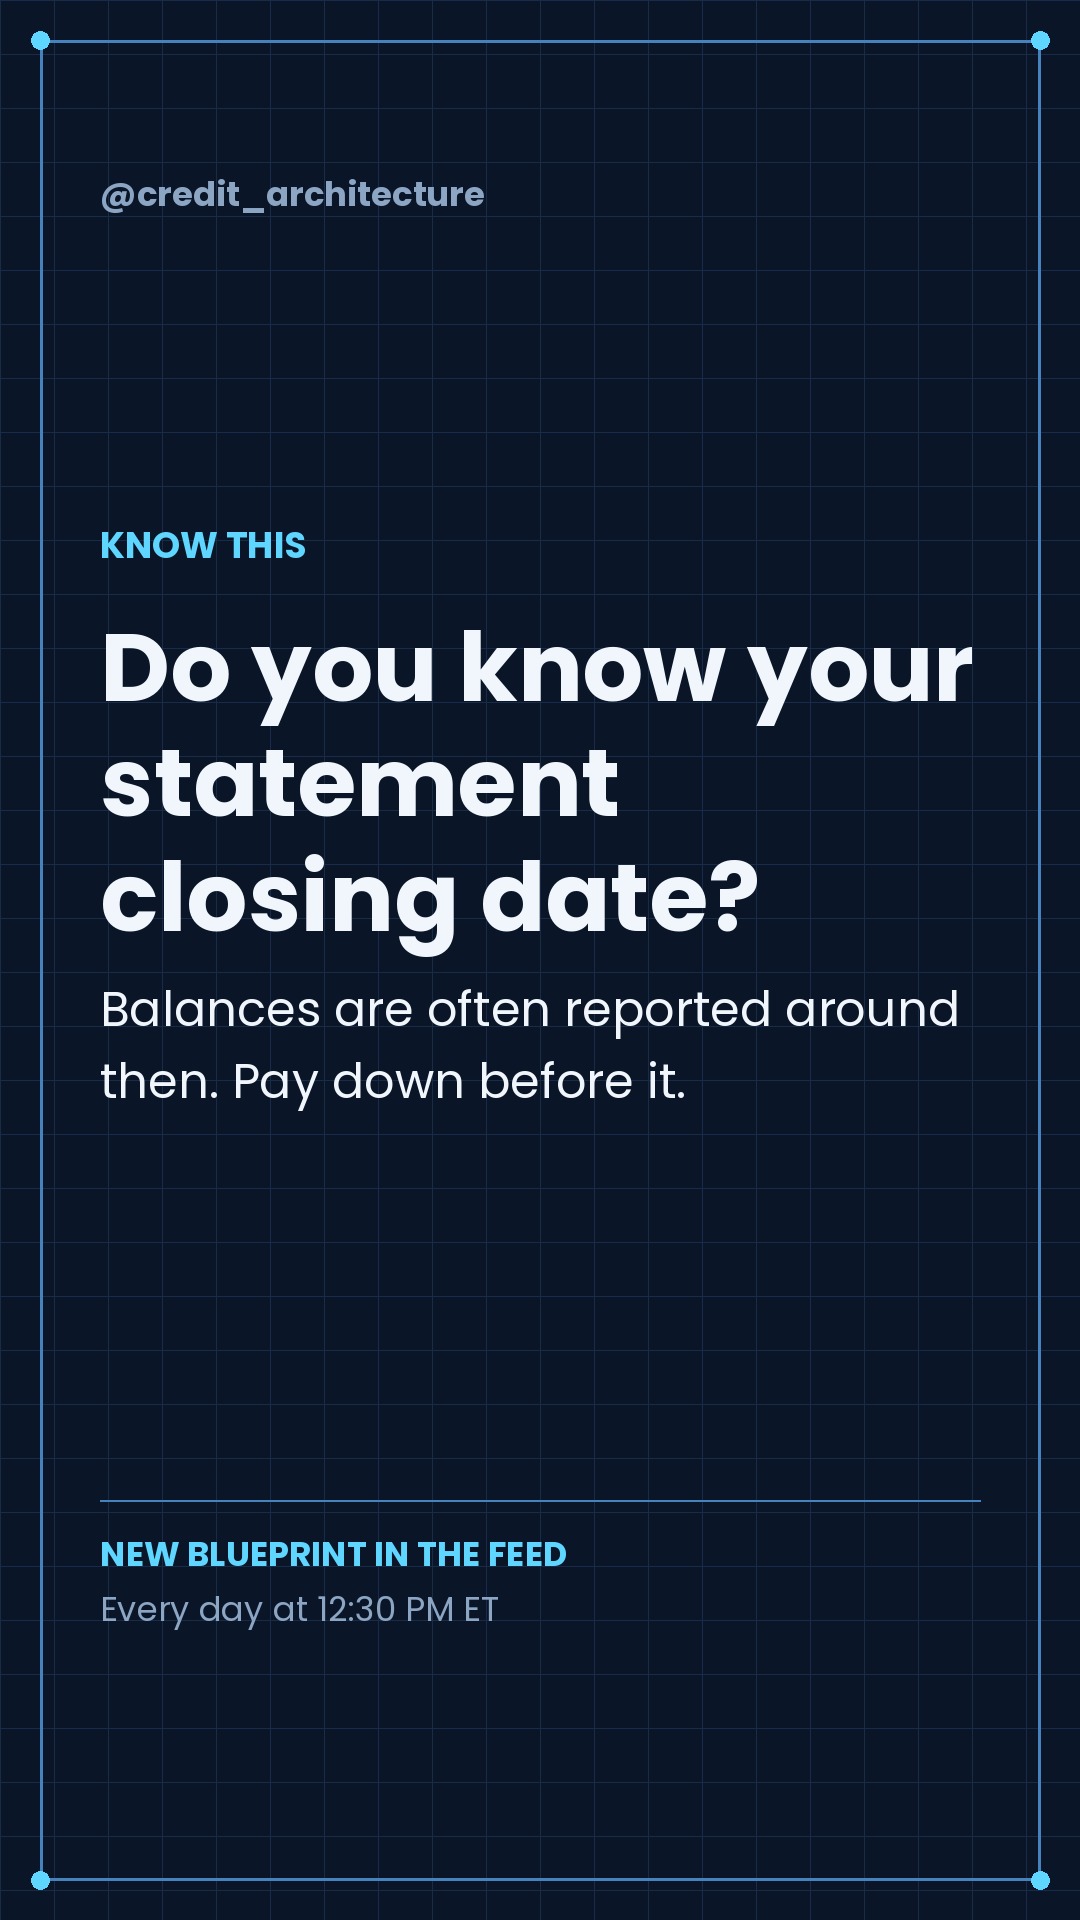 @credit_architecture
KNOW THIS
Do you know your
statement
closing date?
Balances are often reported around
then. Pay down before it.
NEW BLUEPRINT IN THE FEED
Every day at 12:30 PM ET